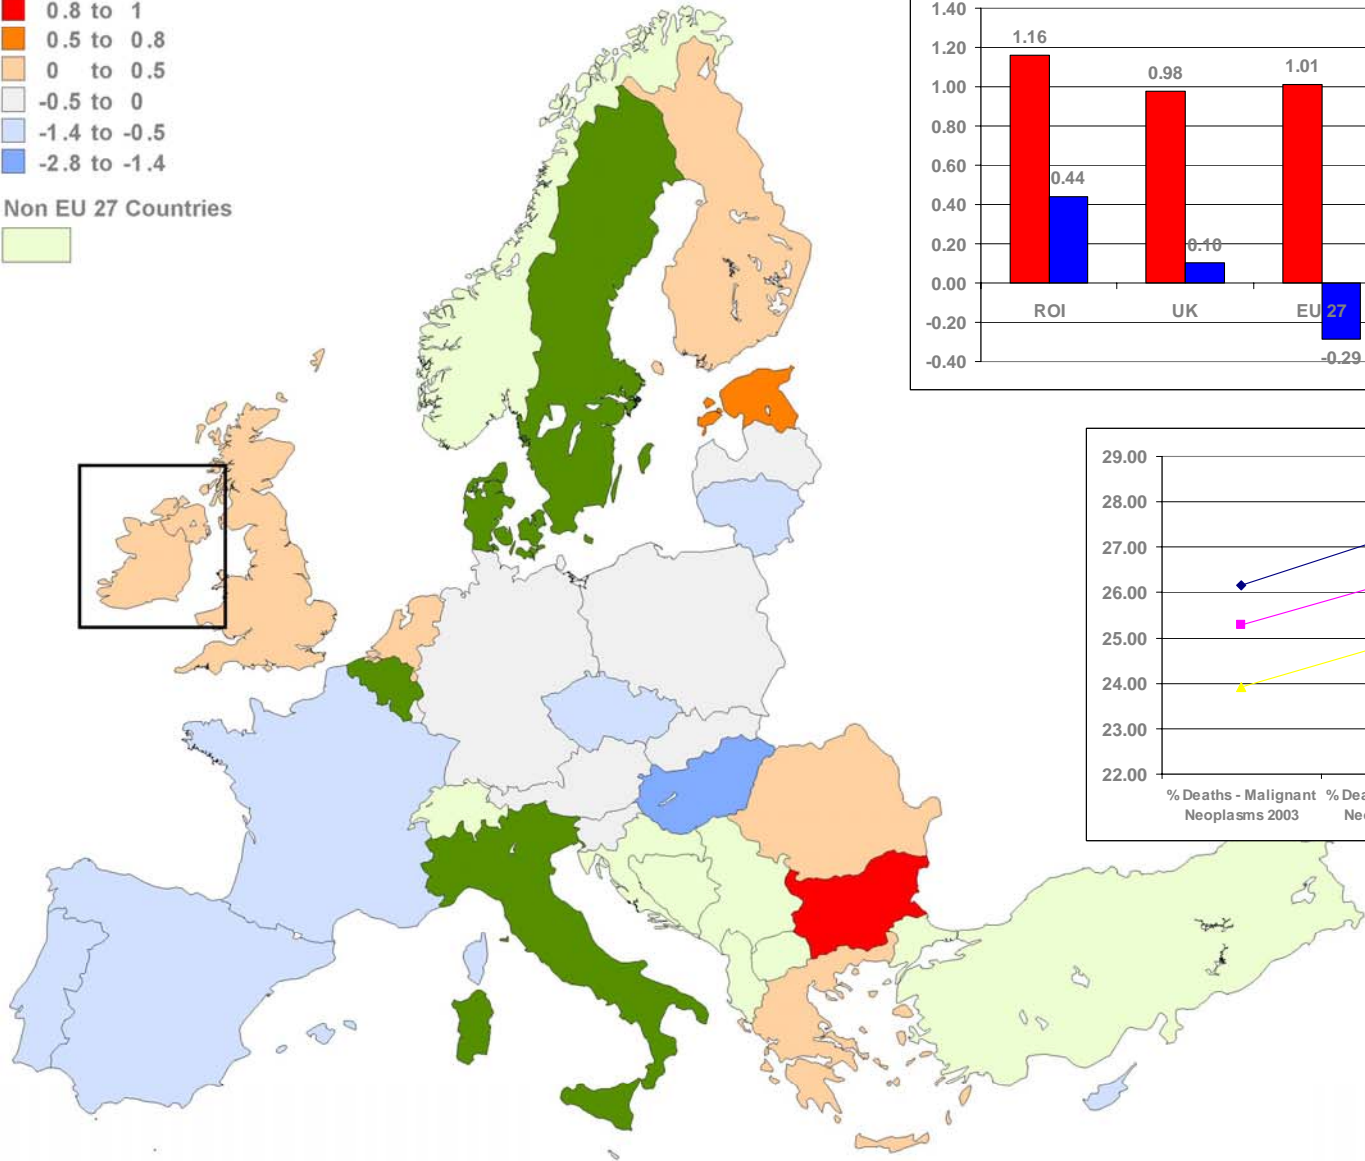 0.8 to 1
0.5 to 0.8
0 to 0.5
-0.5 to 0
-1.4 to -0.5
-2.8 to -1.4
Non EU 27 Countries
1.40
1.20
1.00
0.80
0.60
0.40
0.20
0.00
-0.20
-0.40
1.16
0.98
1.01
0.44
0.10
-0.29
ROI
UK
EU 27
29.00
28.00
27.00
26.00
25.00
24.00
23.00
22.00
% Deaths - Malignant
Neoplasms 2003
% Dea
Neo